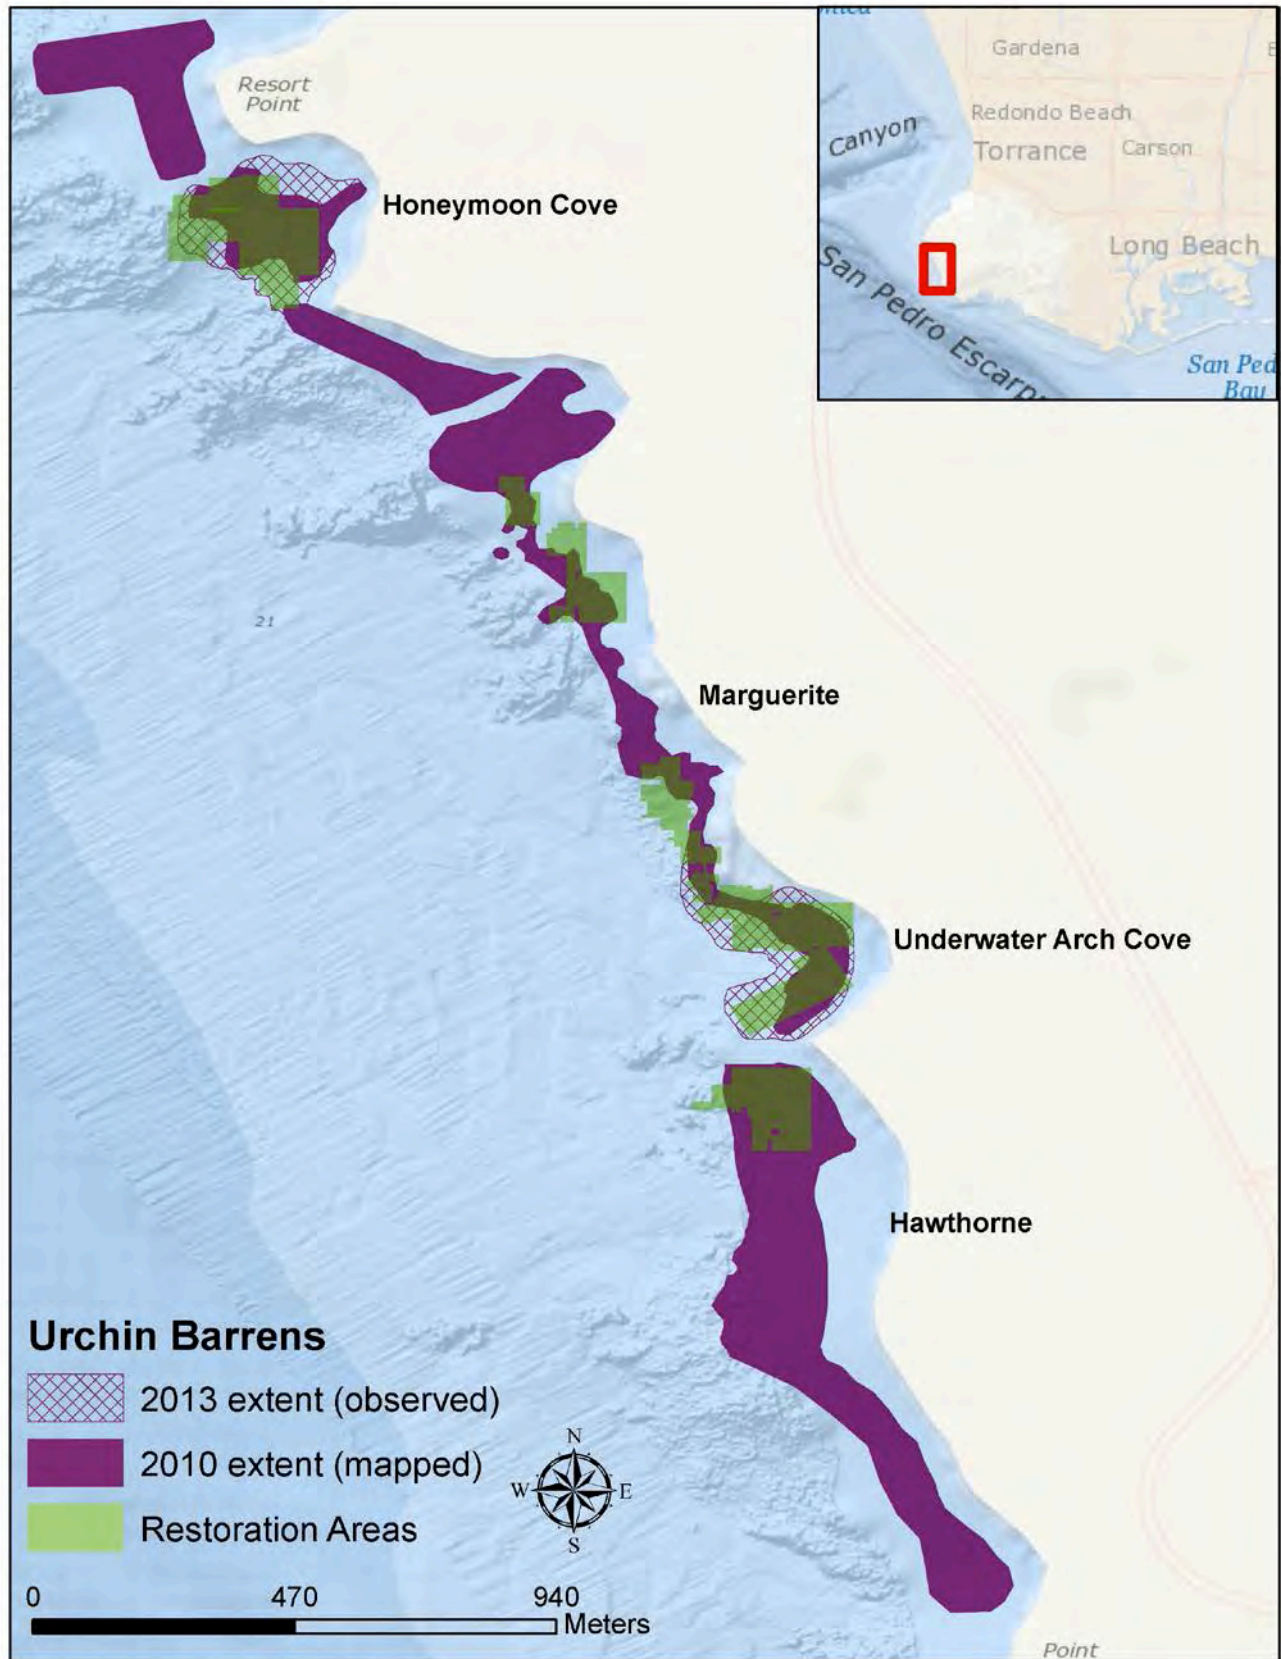 Resort
Point
Honeymoon Cove
Marguerite
Underwater Arch Cove
Hawthorne
21
Point
Gardena
Redondo Beach
Torrance
Carson
Canyon
Long Beach
San Pedro Escarp
San Ped
Bay
Urchin Barrens
2013 extent (observed)
2010 extent (mapped)
Restoration Areas
N
W
E
S
0
470
940
Meters